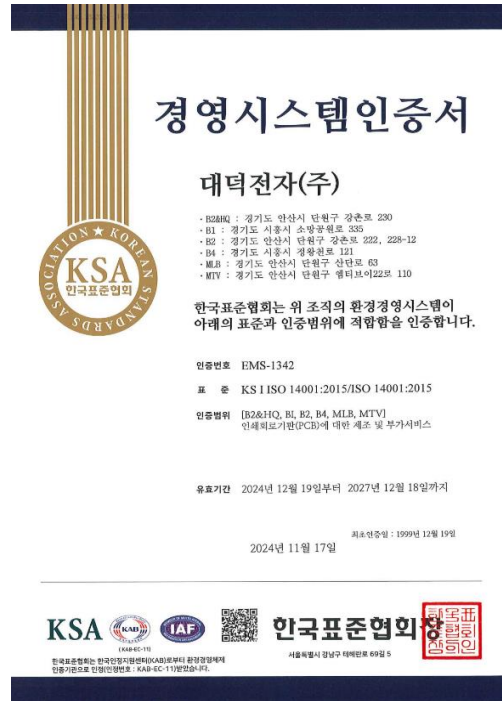 경영시스템인증서
대덕전자(주)
· B2&HQ : 경기도 안산시 단원구 강촌로 230
· B1 : 경기도 시흥시 소망공원로 335
· B2 : 경기도 안산시 단원구 강촌로 222, 228-12
· B4 : 경기도 시흥시 정왕천로 121
· MLB : 경기도 안산시 단원구 산단로 63
· MTV : 경기도 안산시 단원구 엠티브이22로 110
ASSOCIATION ★ KOREAN STANDARDS
KSA
한국표준협회
한국표준협회는 위 조직의 환경경영시스템이
아래의 표준과 인증범위에 적합함을 인증합니다.
인증번호 EMS-1342
표 준 KS I ISO 14001:2015/ISO 14001:2015
인증범위 [B2&HQ, B1, B2, B4, MLB, MTV]
인쇄회로기판(PCB)에 대한 제조 및 부가서비스
유효기간 2024년 12월 19일부터 2027년 12월 18일까지
최초인증일 : 1999년 12월 19일
2024년 11월 17일
KSA KAB IAF 한국표준협회장
(KAB-EC-11)
서울특별시 강남구 테헤란로 69길 5
한국표준협회는 한국인정지원센터(KAB)로부터 환경경영체제
인증기관으로 인정(인정번호 : KAB-EC-11)받았습니다.